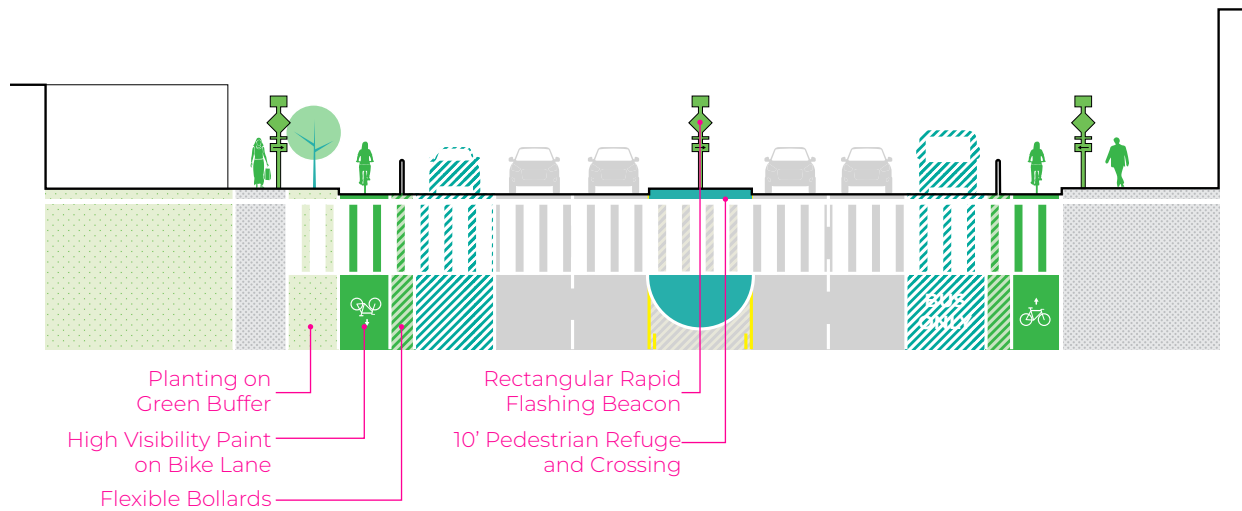 BUS
ONLY
Planting on
Green Buffer
High Visibility Paint
on Bike Lane
Flexible Bollards
Rectangular Rapid
Flashing Beacon
10’ Pedestrian Refuge
and Crossing